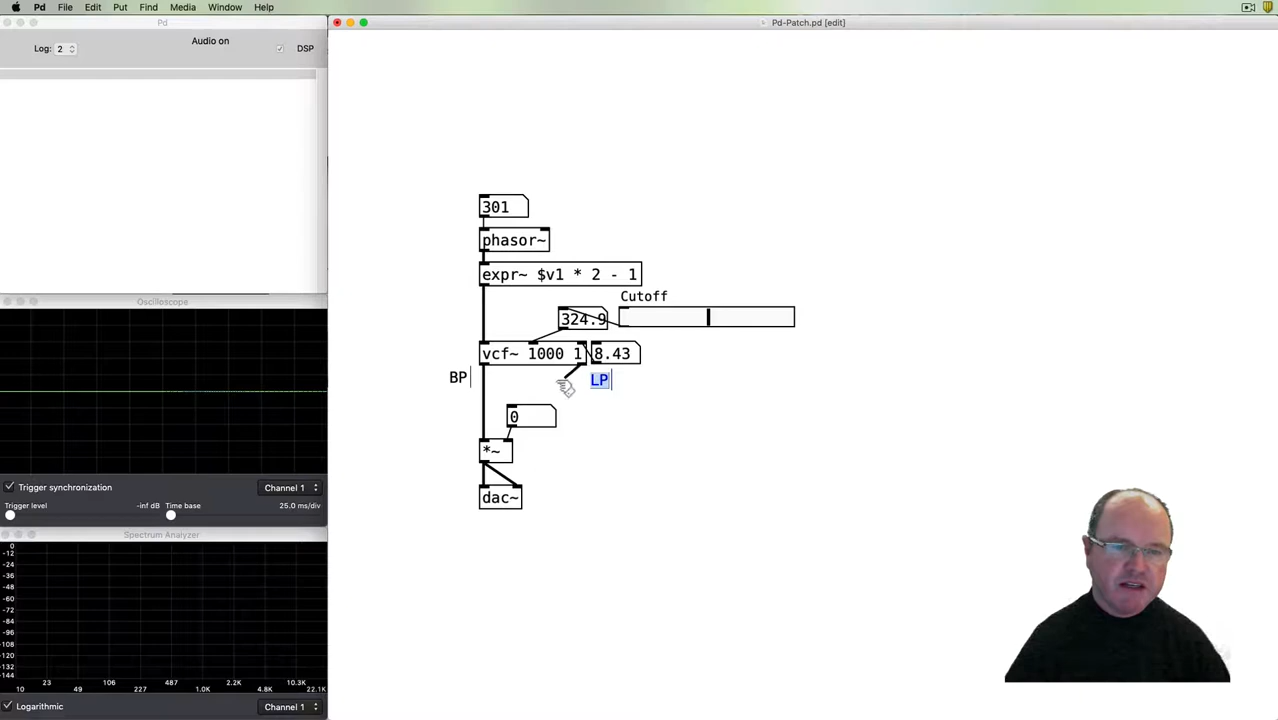 Pd File Edit Put Find Media Window Help
Pd
Audio on
Log: 2
DSP
Pd-Patch.pd [edit]
301
phasor~
expr~ $v1 * 2 - 1
Cutoff
324.9
vcf~ 1000 1
8.43
BP
LP
0
*~
dac~
Oscilloscope
Trigger synchronization
Channel 1
Trigger level
-inf dB
Time base
25.0 ms/div
Spectrum Analyzer
0
-12
-24
-36
-48
-60
-72
-84
-96
-108
-120
-132
-144
23 106 487 2.2K 10.3K
10 49 227 1.0K 4.8K 22.1K
Logarithmic
Channel 1